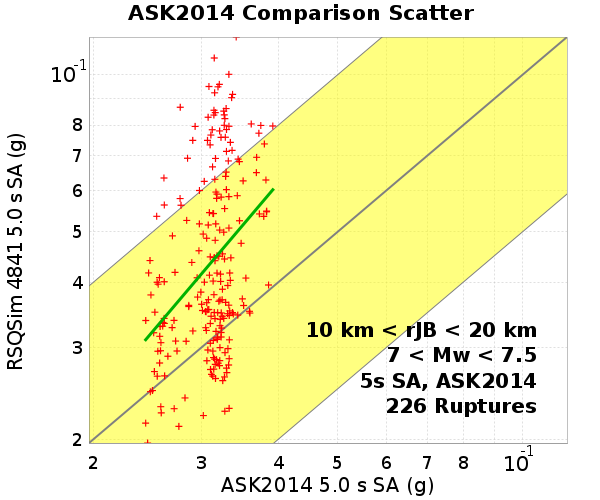 ASK2014 Comparison Scatter
RSQSim 4841 5.0 s SA (g)
10⁻¹
8
7
6
5
4
3
2
10 km < rJB < 20 km
7 < Mw < 7.5
5s SA, ASK2014
226 Ruptures
2 3 4 5 6 7 8 10⁻¹
ASK2014 5.0 s SA (g)